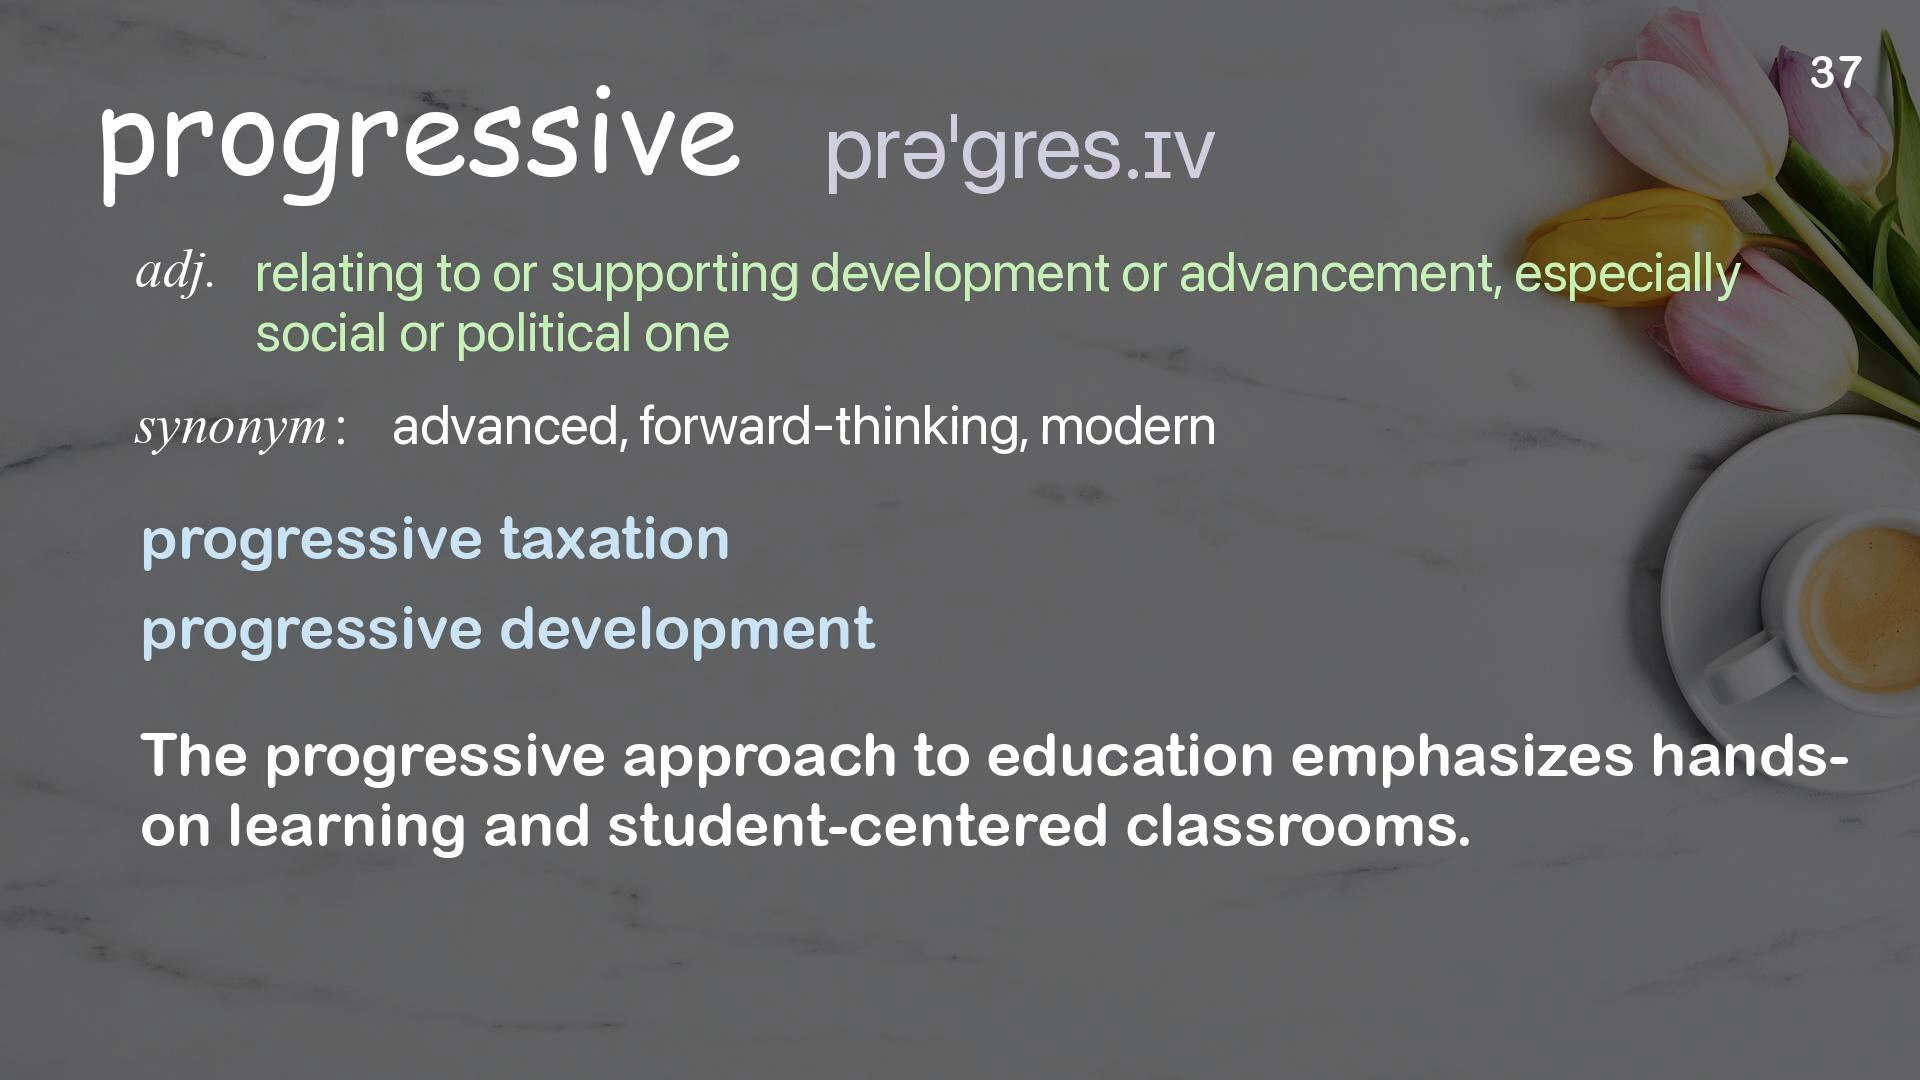 37
progressive prəˈgres.ɪv
adj. relating to or supporting development or advancement, especially
social or political one
synonym: advanced, forward-thinking, modern
progressive taxation
progressive development
The progressive approach to education emphasizes hands-
on learning and student-centered classrooms.